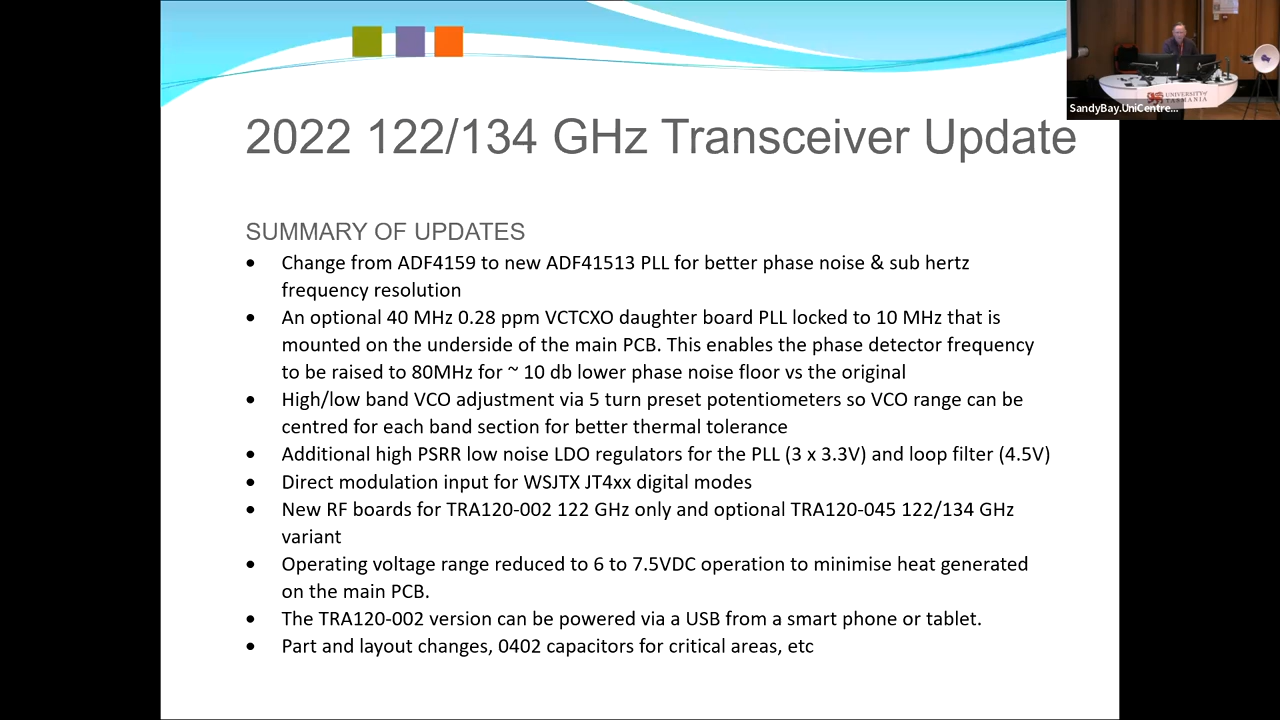 2022 122/134 GHz Transceiver Update
SandyBay.UniCentre...
UNIVERSITY of
TASMANIA
SUMMARY OF UPDATES
• Change from ADF4159 to new ADF41513 PLL for better phase noise & sub hertz
frequency resolution
• An optional 40 MHz 0.28 ppm VCTCXO daughter board PLL locked to 10 MHz that is
mounted on the underside of the main PCB. This enables the phase detector frequency
to be raised to 80MHz for ~ 10 db lower phase noise floor vs the original
• High/low band VCO adjustment via 5 turn preset potentiometers so VCO range can be
centred for each band section for better thermal tolerance
• Additional high PSRR low noise LDO regulators for the PLL (3 x 3.3V) and loop filter (4.5V)
• Direct modulation input for WSJTX JT4xx digital modes
• New RF boards for TRA120-002 122 GHz only and optional TRA120-045 122/134 GHz
variant
• Operating voltage range reduced to 6 to 7.5VDC operation to minimise heat generated
on the main PCB.
• The TRA120-002 version can be powered via a USB from a smart phone or tablet.
• Part and layout changes, 0402 capacitors for critical areas, etc